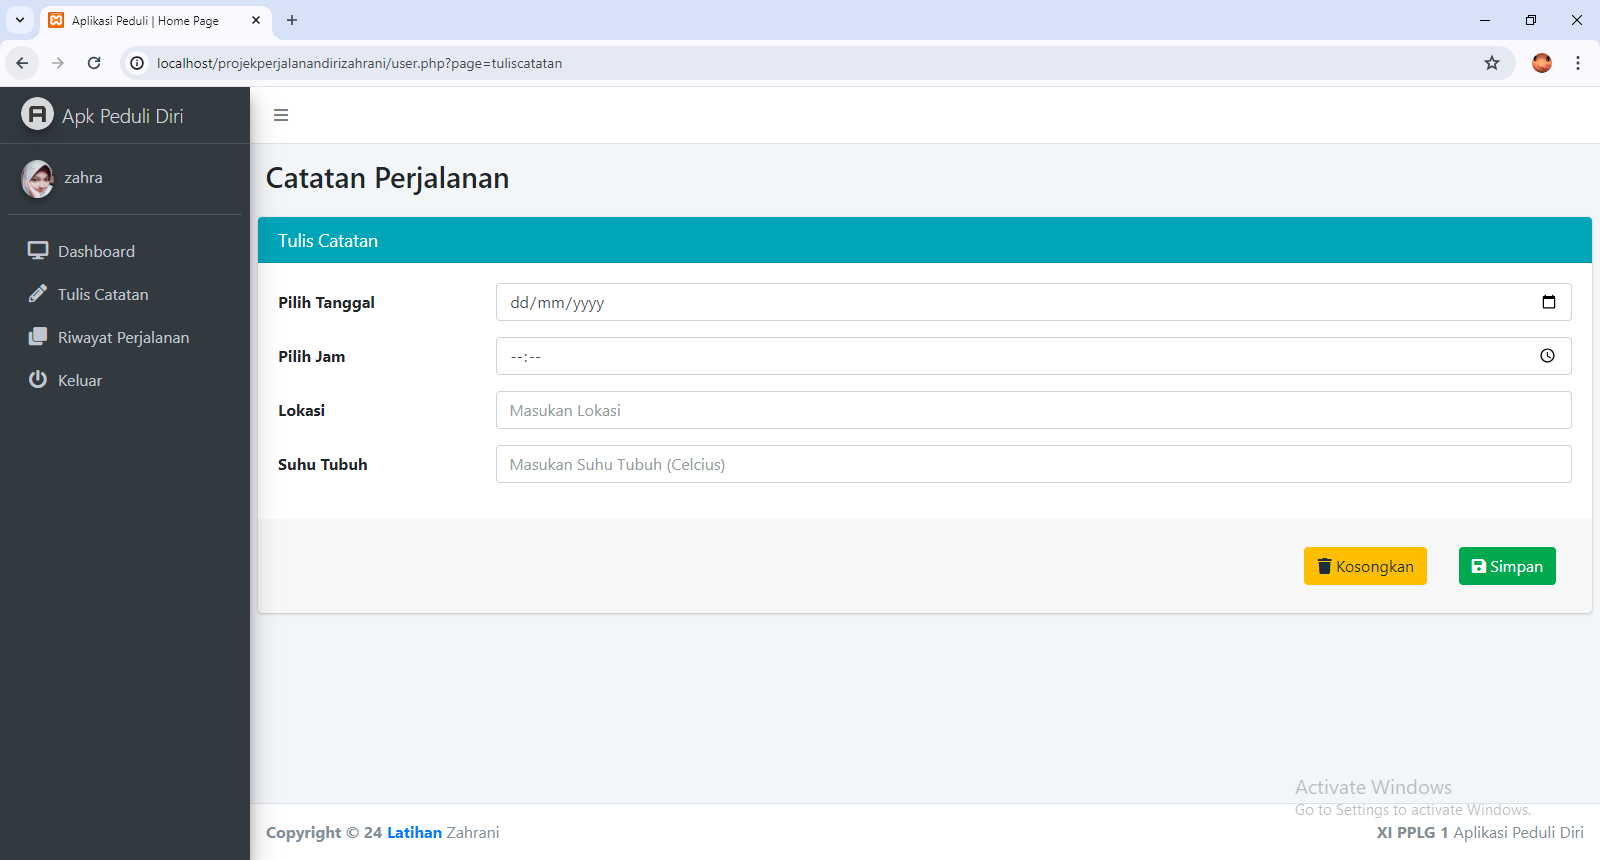 Aplikasi Peduli | Home Page
localhost/projekperjalanandirizahrani/user.php?page=tuliscatatan
Apk Peduli Diri
zahra
Dashboard
Tulis Catatan
Riwayat Perjalanan
Keluar
Catatan Perjalanan
Tulis Catatan
Pilih Tanggal dd/mm/yyyy
Pilih Jam --:--
Lokasi Masukan Lokasi
Suhu Tubuh Masukan Suhu Tubuh (Celcius)
Kosongkan Simpan
Activate Windows
Go to Settings to activate Windows.
Copyright © 24 Latihan Zahrani
XI PPLG 1 Aplikasi Peduli Diri